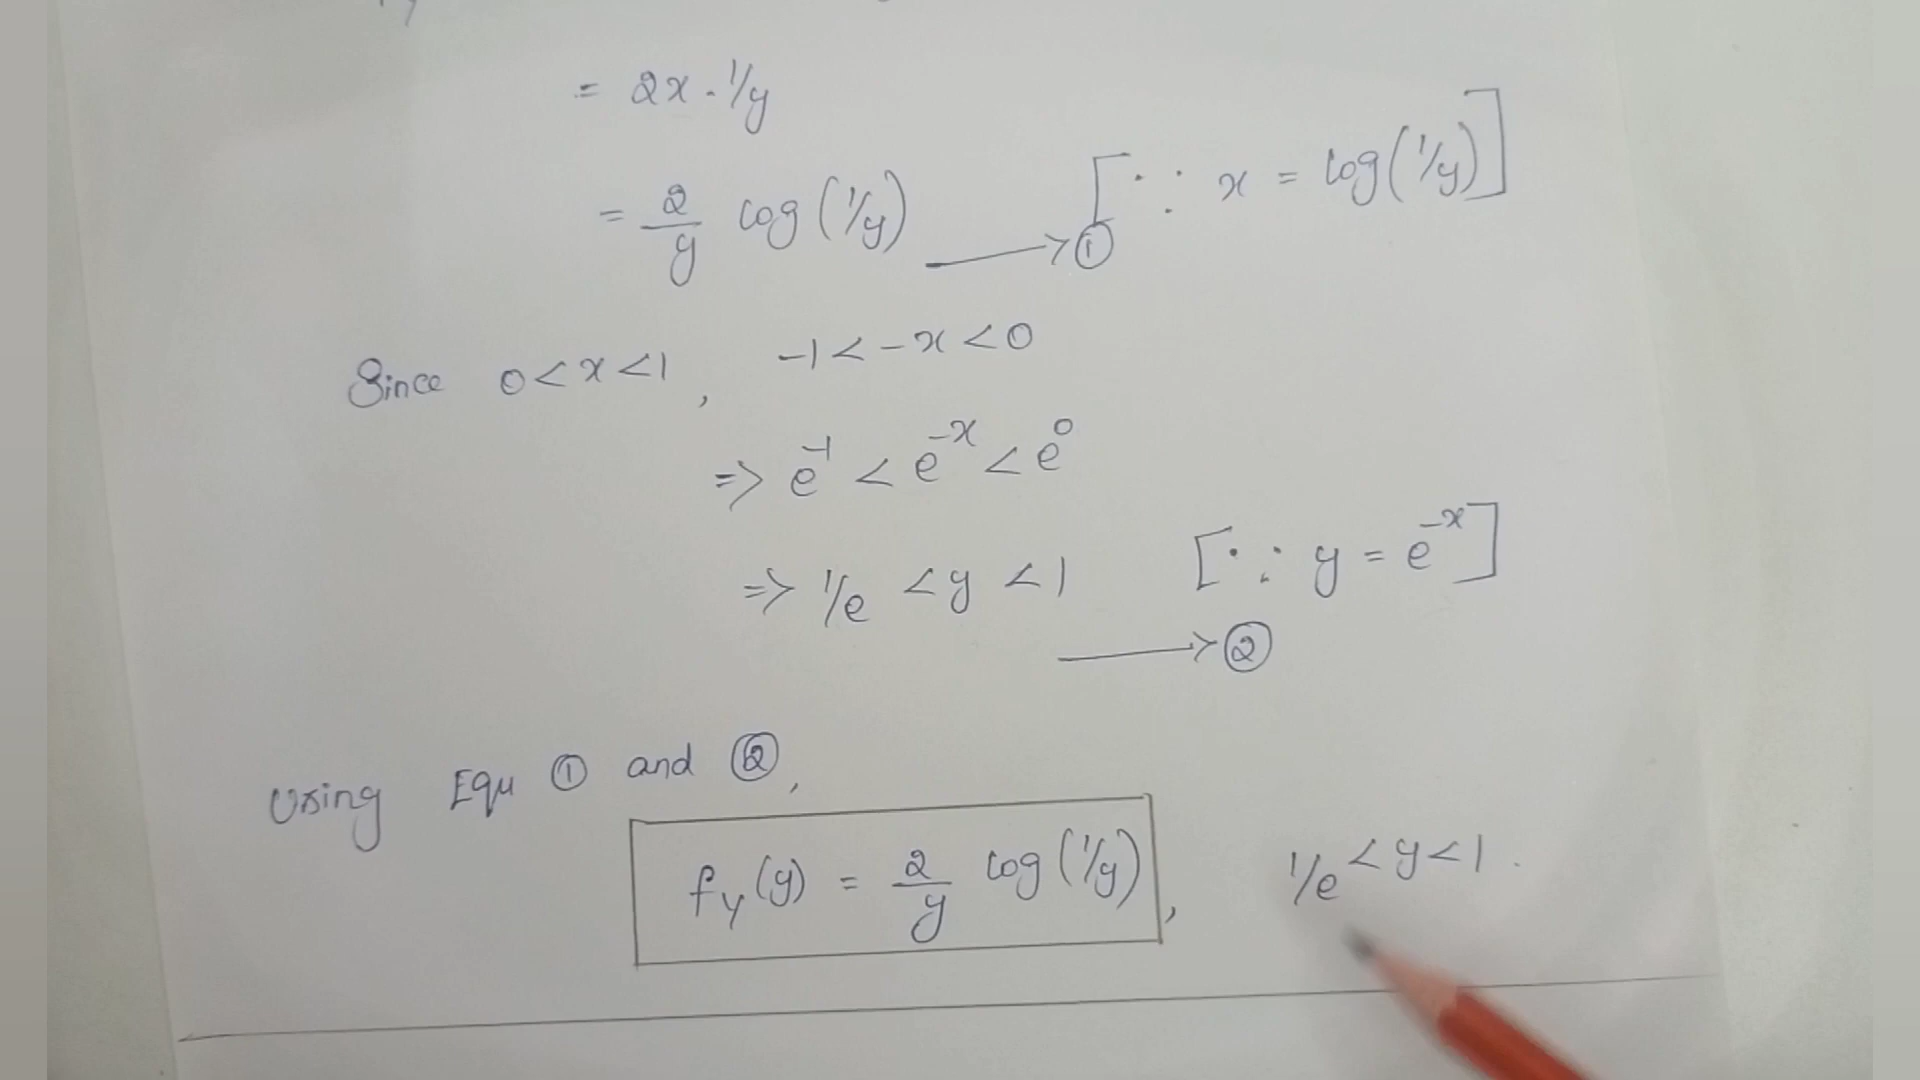 = 2x . 1/y
= 2/y log (1/y) ⟶ ① [∵ x = log (1/y)]
Since 0 < x < 1, -1 < -x < 0
=> e^-1 < e^-x < e^0
=> 1/e < y < 1 [∵ y = e^-x]
⟶ ②
Using Equ ① and ②,
f_Y(y) = 2/y log (1/y), 1/e < y < 1.